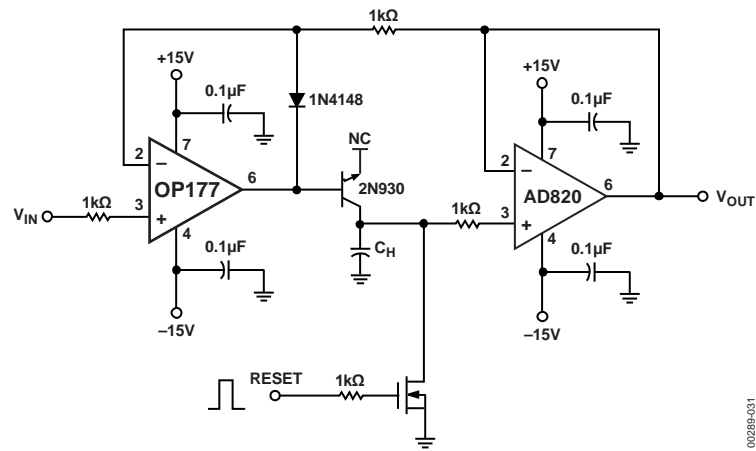 1kΩ
+15V
0.1µF
1N4148
+15V
0.1µF
NC
2
7
6
OP177
2N930
2
7
6
AD820
VIN
1kΩ
3
4
1kΩ
3
4
VOUT
0.1µF
CH
0.1µF
–15V
–15V
RESET
1kΩ
00289-031